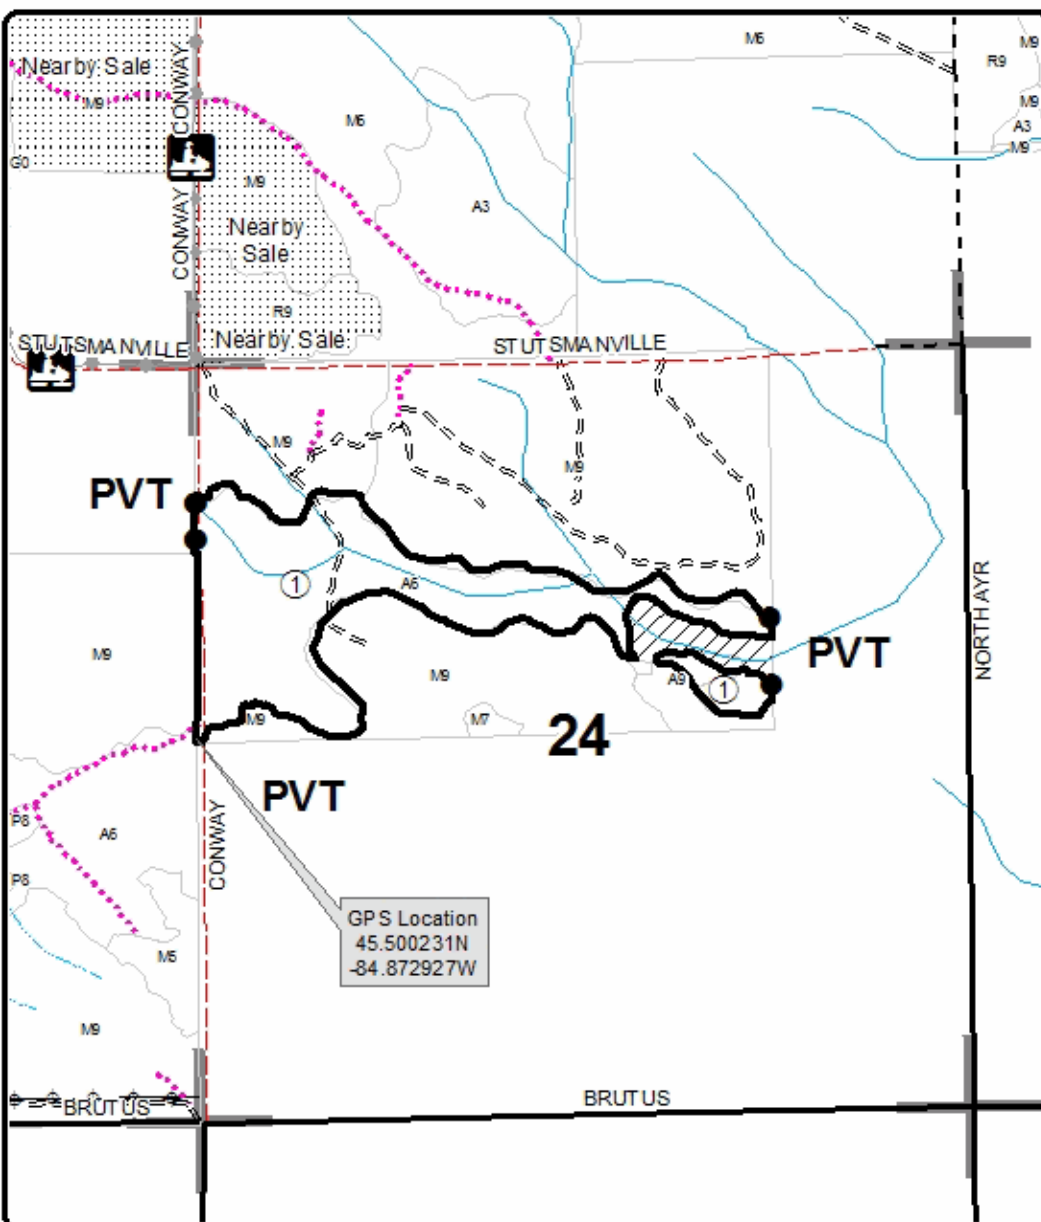 M6
M9
R9
Nearby Sale
CONWAY
M9
M9
M6
A3
M9
G0
M9
A3
CONWAY
Nearby
Sale
R9
Nearby Sale
STUTSMANVILLE
STUTSMANVILLE
M9
M9
PVT
1
A6
NORTH AYR
M9
M9
PVT
A9
1
M9
M7
24
PVT
P8
A6
CONWAY
P8
GPS Location
45.500231N
-84.872927W
M5
M9
BRUTUS
BRUTUS